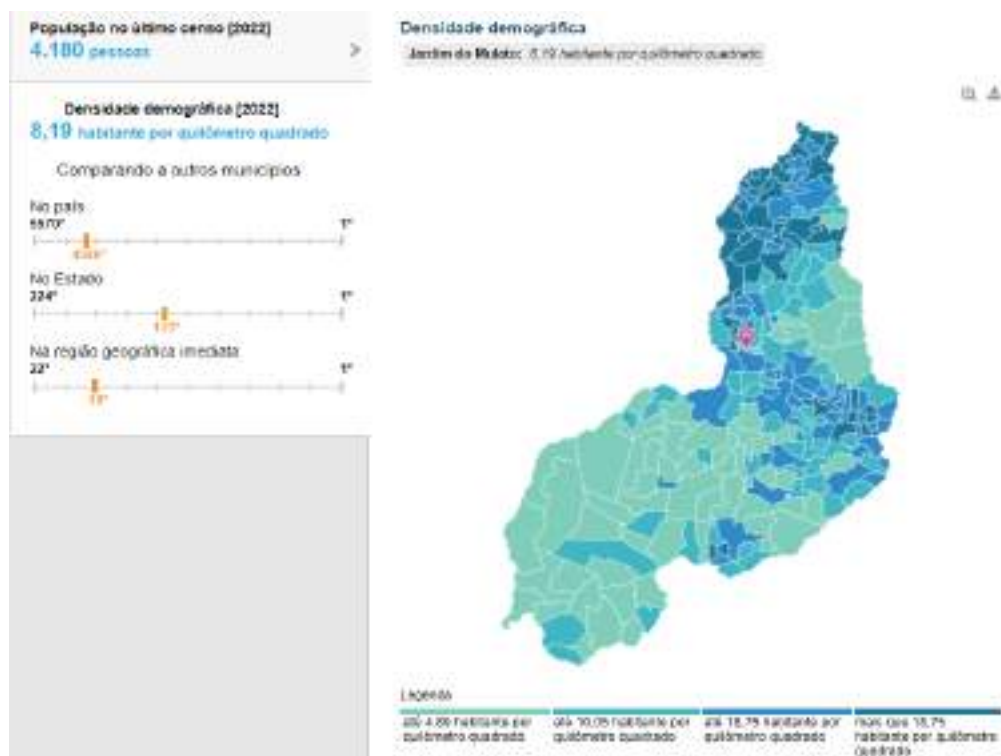 População no último censo [2022]
4.180 pessoas
Densidade demográfica [2022]
8,19 habitante por quilômetro quadrado
Comparando a outros municípios
No país
5570º
1º
No Estado
224º
1º
Na região geográfica imediata
22º
1º
Densidade demográfica
Jardim do Mulato: 8,19 habitante por quilômetro quadrado
Legenda
até 4,89 habitante por quilômetro quadrado
até 10,09 habitante por quilômetro quadrado
até 18,75 habitante por quilômetro quadrado
mais que 18,75 habitante por quilômetro quadrado